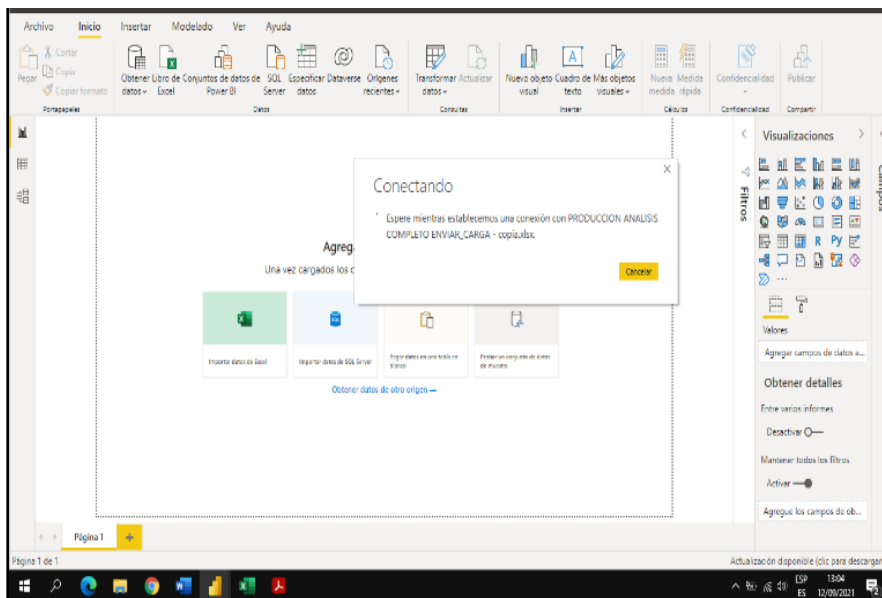 Archivo Inicio Insertar Modelado Ver Ayuda
Pegar
Cortar
Copia
Copiar formato
Obtener datos
Libro de Excel
Conjuntos de datos de Power BI
SQL Server
Especificar datos
Dataverse
Orígenes recientes
Transformar datos
Actualizar
Nuevo objeto visual
Cuadro de texto
Más objetos visuales
Nueva medida
Medida rápida
Confidencialidad
Publicar
Portapapeles Datos Consultas Insertar Cálculos Confidencialidad Compartir
Conectando
Espere mientras establecemos una conexión con PRODUCCION ANALISIS
COMPLETO ENVIAR_CARGA - copia.xlsx.
Cancelar
Agreg
Una vez cargados los
Importar datos de Excel
Importar datos de SQL Server
Pegar datos en una tabla en
blanco
Probar un conjunto de datos
de muestra
Obtener datos de otro origen →
Filtros
Visualizaciones
Campos
R Py
Valores
Agregar campos de datos a...
Obtener detalles
Entre varios informes
Desactivar
Mantener todos los filtros
Activar
Agregue los campos de ob...
Página 1
Página 1 de 1
Actualización disponible (clic para descargar
ESP
ES
13:04
12/09/2021